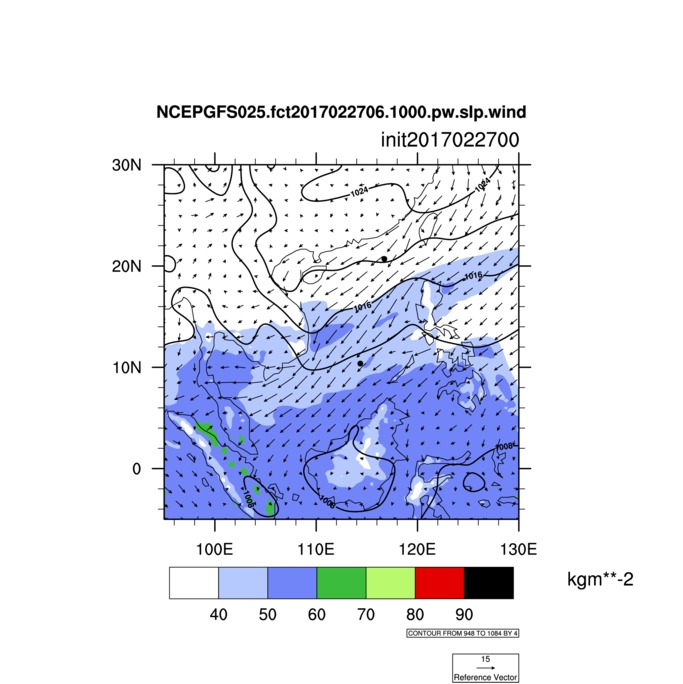 NCEPGFS025.fct2017022706.1000.pw.slp.wind
init2017022700
30N
1024
1024
20N
1016
1016
10N
1008
0
1008
1008
100E 110E 120E 130E
kgm**-2
40 50 60 70 80 90
CONTOUR FROM 948 TO 1084 BY 4
15
Reference Vector